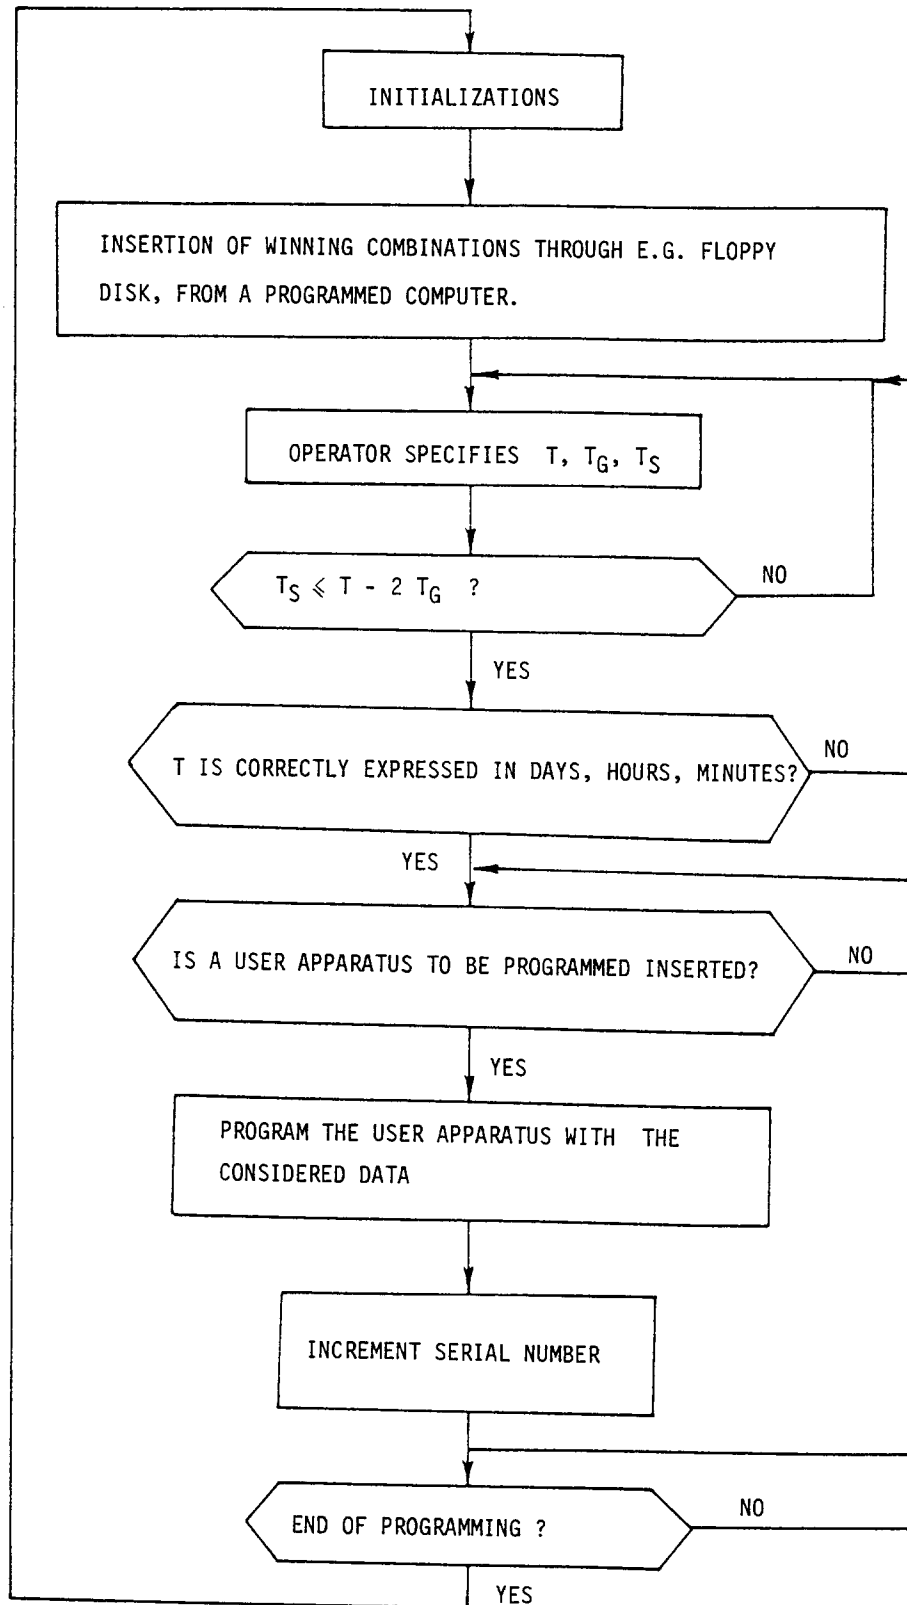 INITIALIZATIONS
INSERTION OF WINNING COMBINATIONS THROUGH E.G. FLOPPY
DISK, FROM A PROGRAMMED COMPUTER.
OPERATOR SPECIFIES T, T_G, T_S
T_S ⩽ T - 2 T_G ?
NO
YES
T IS CORRECTLY EXPRESSED IN DAYS, HOURS, MINUTES?
NO
YES
IS A USER APPARATUS TO BE PROGRAMMED INSERTED?
NO
YES
PROGRAM THE USER APPARATUS WITH THE
CONSIDERED DATA
INCREMENT SERIAL NUMBER
END OF PROGRAMMING ?
NO
YES